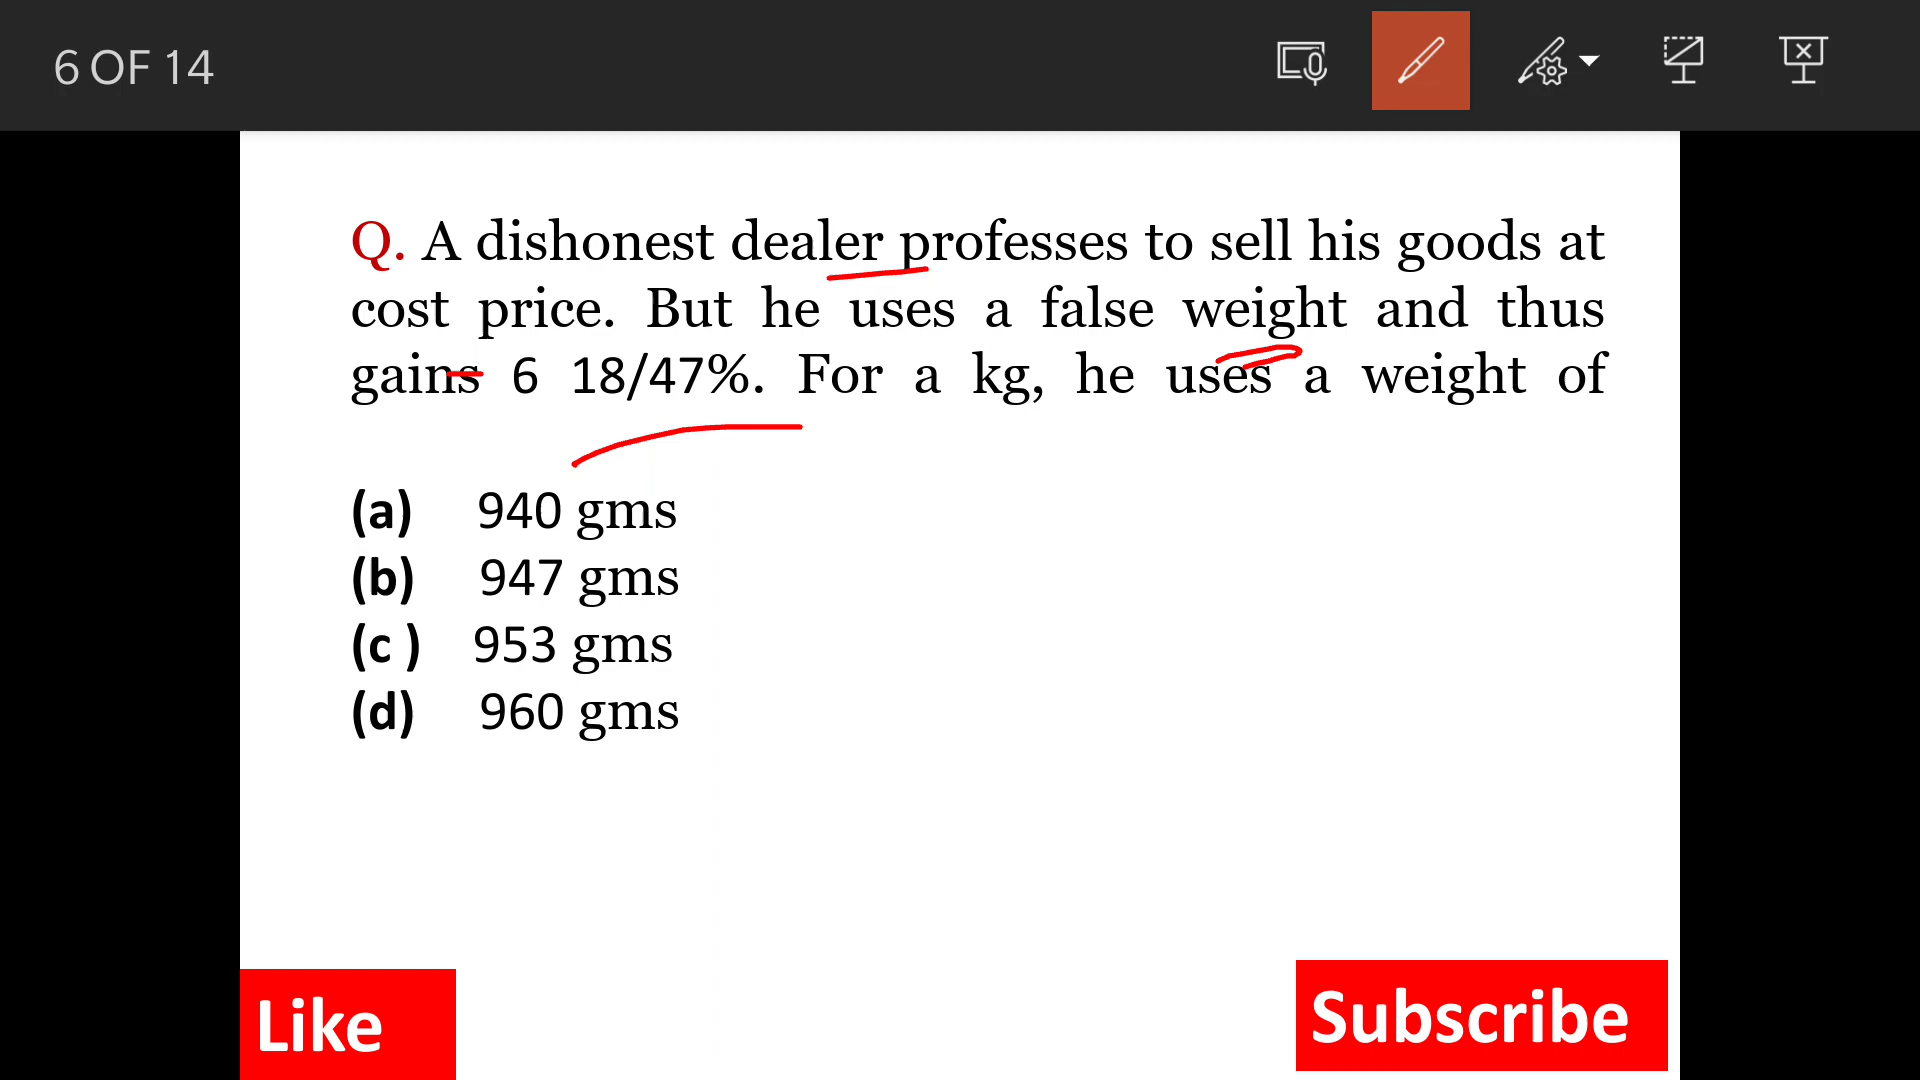 6 OF 14
Q. A dishonest dealer professes to sell his goods at
cost price. But he uses a false weight and thus
gains 6 18/47%. For a kg, he uses a weight of
(a) 940 gms
(b) 947 gms
(c ) 953 gms
(d) 960 gms
Like
Subscribe